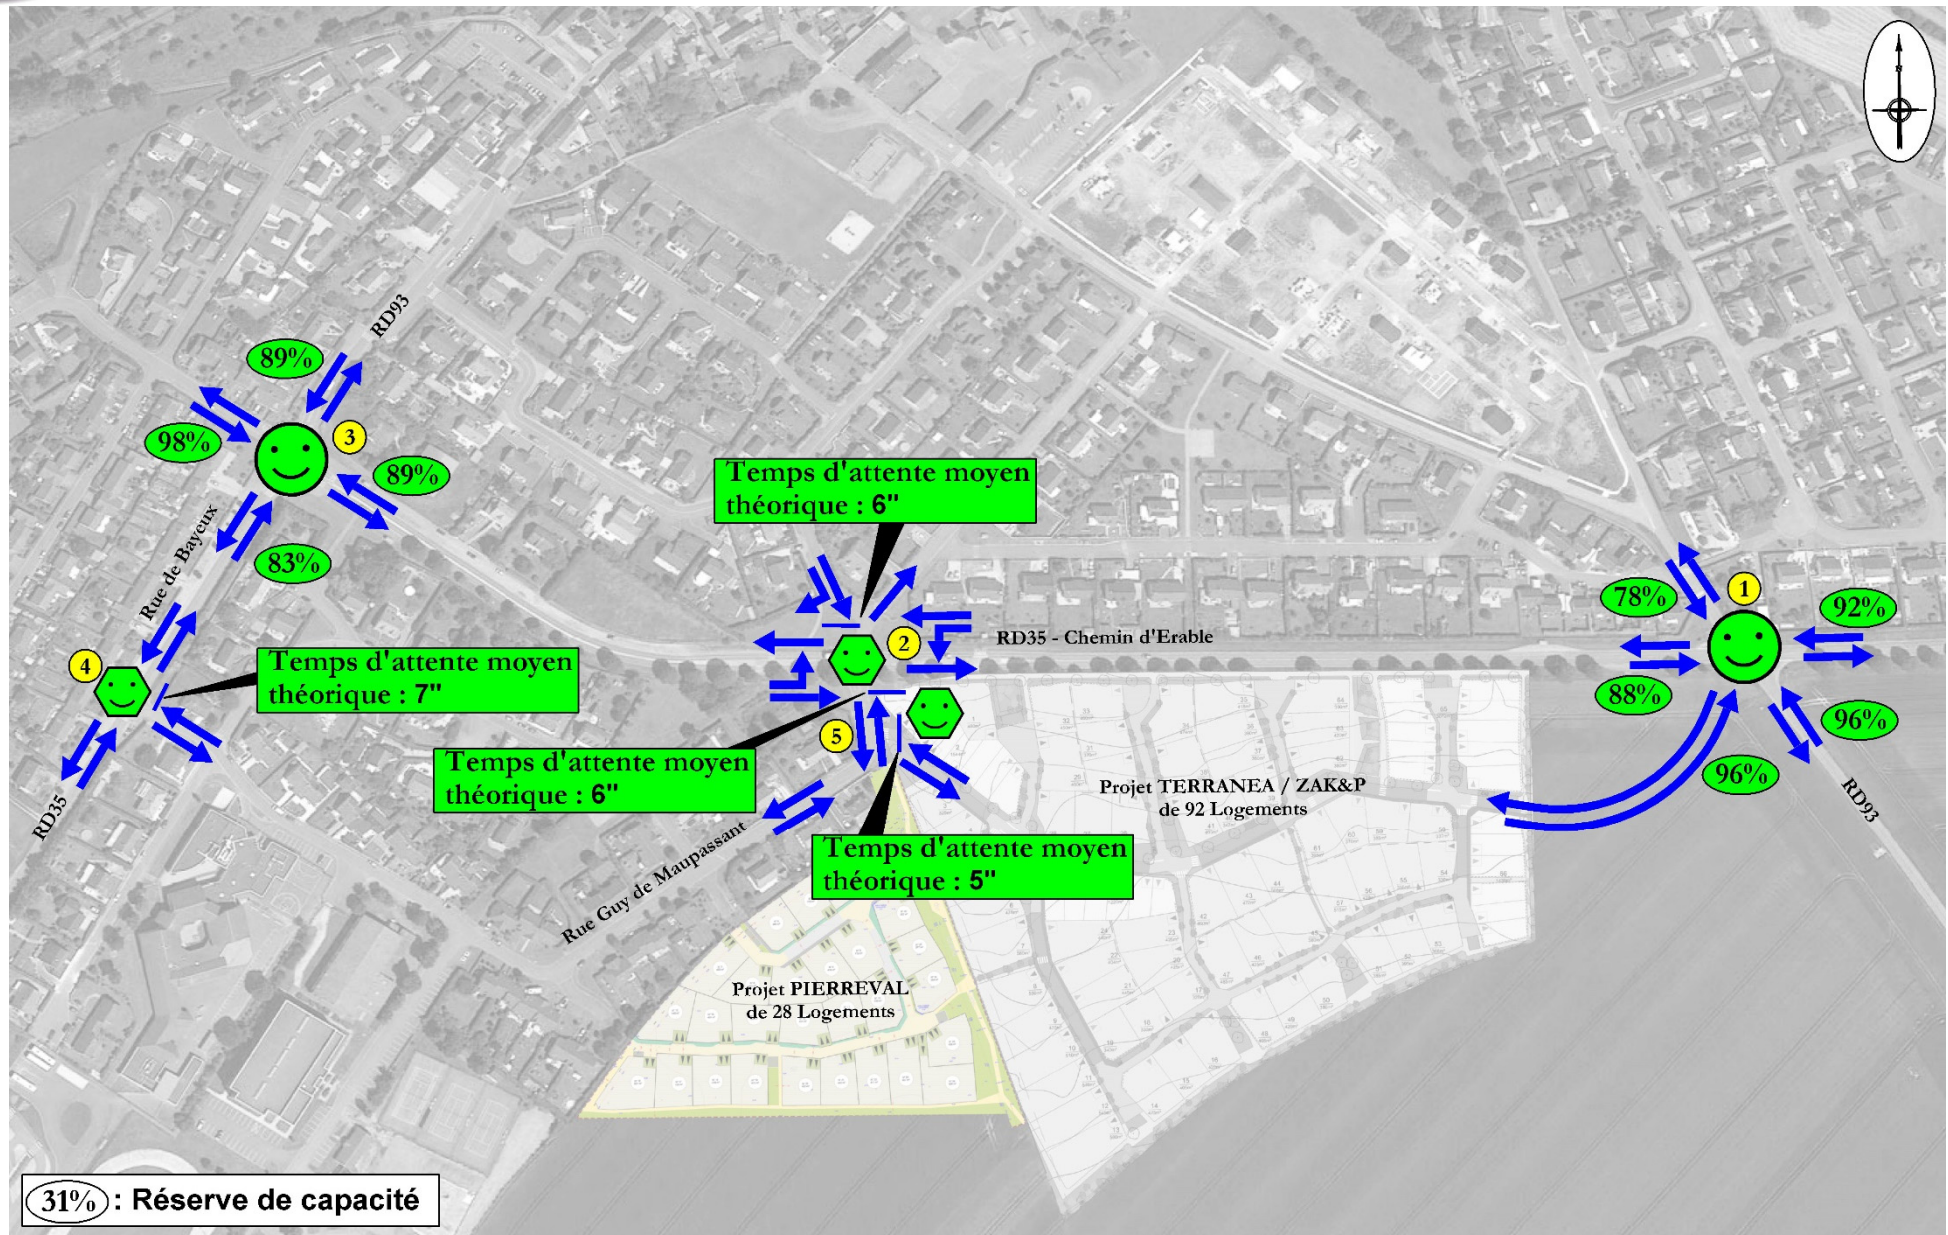 N
RD93
89%
98%
3
89%
83%
Rue de Bayeux
4
Temps d'attente moyen
théorique : 7"
RD35
Temps d'attente moyen
théorique : 6"
2
RD35 - Chemin d'Erable
Temps d'attente moyen
théorique : 6"
5
Temps d'attente moyen
théorique : 5"
Rue Guy de Maupassant
Projet PIERREVAL
de 28 Logements
Projet TERRANEA / ZAK&P
de 92 Logements
1
78%
92%
88%
96%
96%
RD93
31% : Réserve de capacité